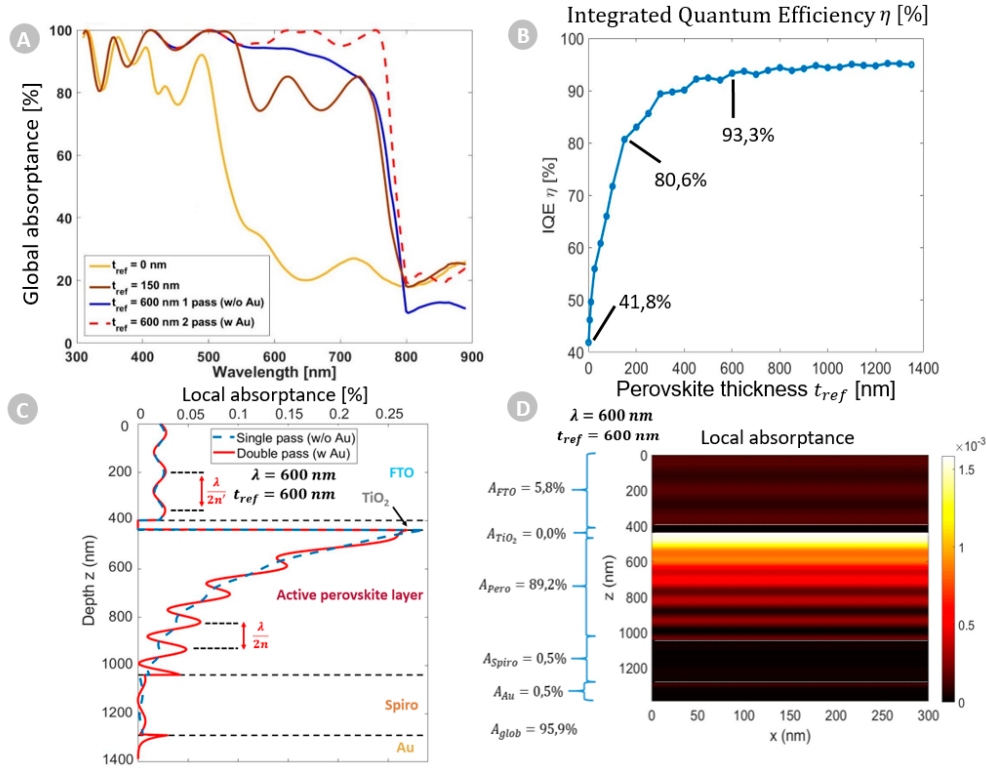 A
Global absorptance [%]
100
80
60
40
20
0
t_ref = 0 nm
t_ref = 150 nm
t_ref = 600 nm 1 pass (w/o Au)
t_ref = 600 nm 2 pass (w Au)
300 400 500 600 700 800 900
Wavelength [nm]
B
Integrated Quantum Efficiency η [%]
IQE η [%]
100
90
80
70
60
50
40
93,3%
80,6%
41,8%
0 200 400 600 800 1000 1200 1400
Perovskite thickness t_ref [nm]
C
Local absorptance [%]
0 0.05 0.1 0.15 0.2 0.25
Depth z (nm)
0
200
400
600
800
1000
1200
1400
Single pass (w/o Au)
Double pass (w Au)
λ = 600 nm
t_ref = 600 nm
λ/2n'
FTO
TiO₂
Active perovskite layer
λ/2n
Spiro
Au
D
λ = 600 nm
t_ref = 600 nm
Local absorptance
A_FTO = 5,8%
A_TiO₂ = 0,0%
A_Pero = 89,2%
A_Spiro = 0,5%
A_Au = 0,5%
A_glob = 95,9%
z (nm)
0
200
400
600
800
1000
1200
0 50 100 150 200 250 300
x (nm)
×10⁻³
1.5
1
0.5
0